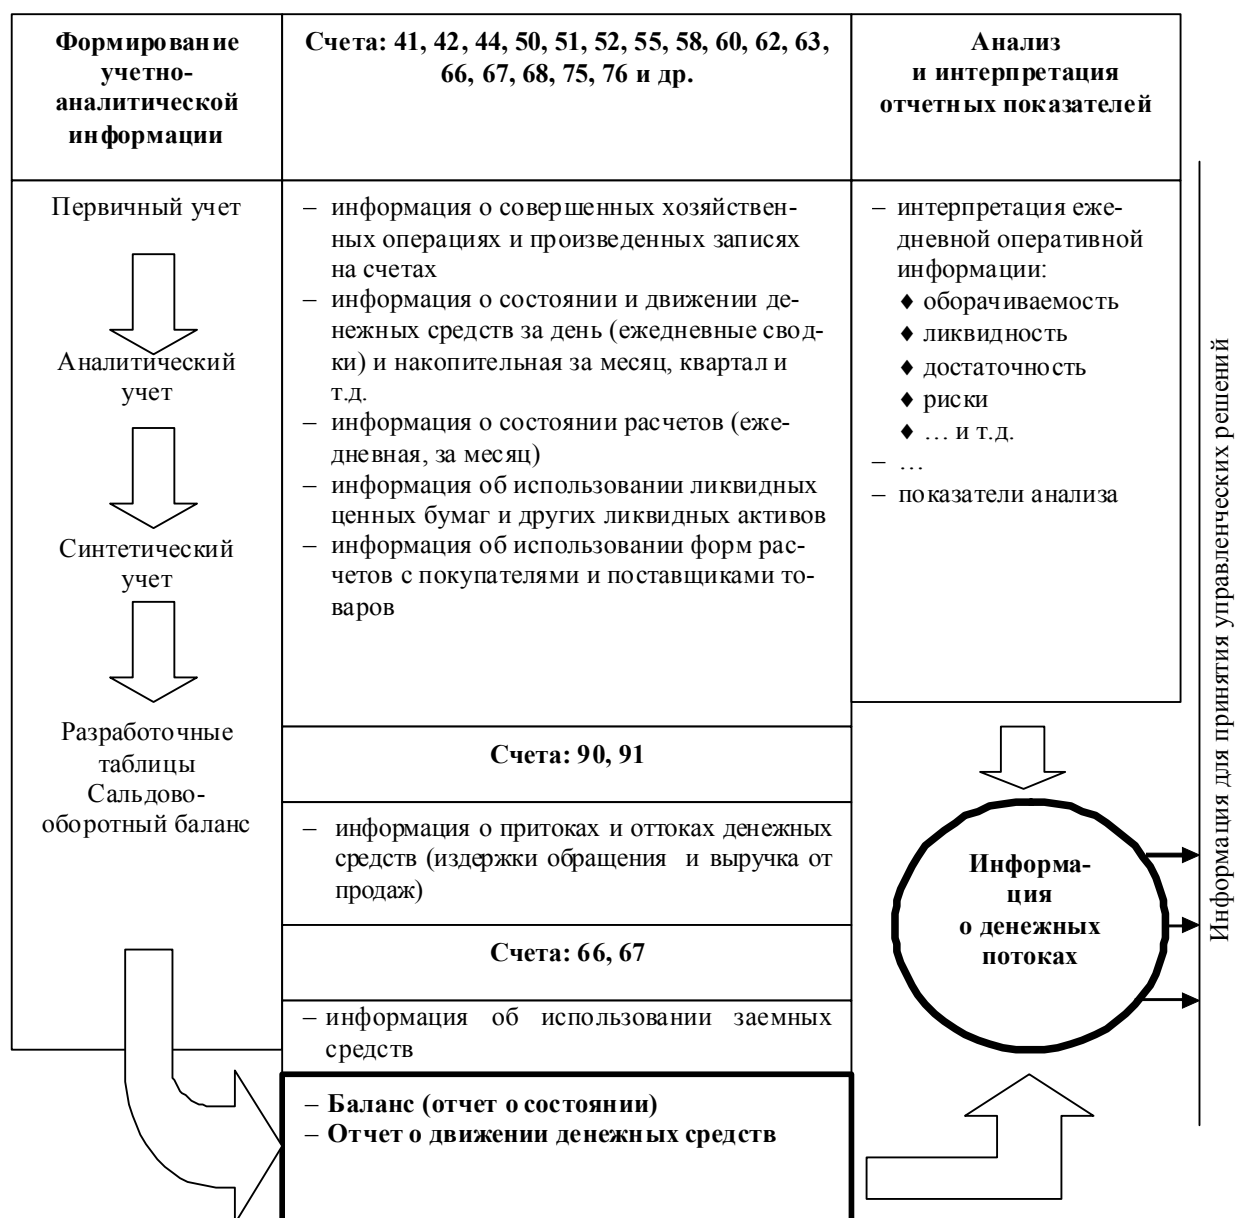 Формирование
учетно-
аналитической
информации
Счета: 41, 42, 44, 50, 51, 52, 55, 58, 60, 62, 63,
66, 67, 68, 75, 76 и др.
Анализ
и интерпретация
отчетных показателей
Первичный учет
Аналитический
учет
Синтетический
учет
Разработочные
таблицы
Сальдово-
оборотный баланс
– информация о совершенных хозяйствен-
ных операциях и произведенных записях
на счетах
– информация о состоянии и движении де-
нежных средств за день (ежедневные свод-
ки) и накопительная за месяц, квартал и
т.д.
– информация о состоянии расчетов (еже-
дневная, за месяц)
– информация об использовании ликвидных
ценных бумаг и других ликвидных активов
– информация об использовании форм рас-
четов с покупателями и поставщиками то-
варов
Счета: 90, 91
– информация о притоках и оттоках денежных
средств (издержки обращения и выручка от
продаж)
Счета: 66, 67
– информация об использовании заемных
средств
– Баланс (отчет о состоянии)
– Отчет о движении денежных средств
– интерпретация еже-
дневной оперативной
информации:
♦ оборачиваемость
♦ ликвидность
♦ достаточность
♦ риски
♦ … и т.д.
– …
– показатели анализа
Информа-
ция
о денежных
потоках
Информация для принятия управленческих решений